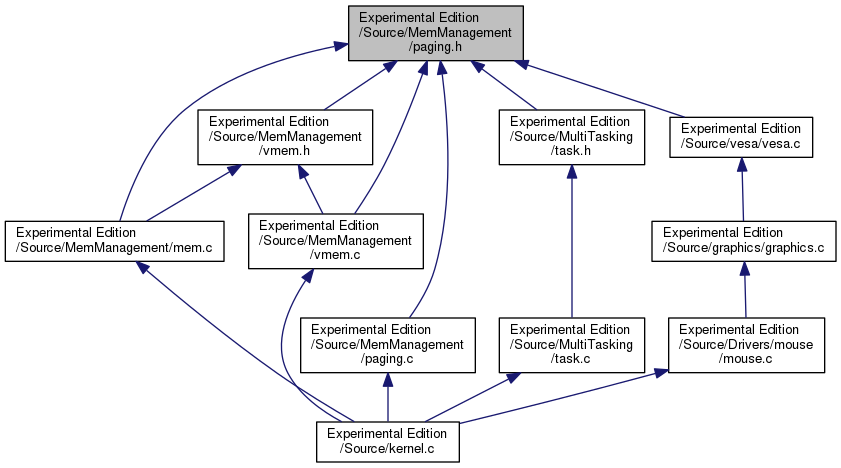 Experimental Edition
/Source/MemManagement
/paging.h
Experimental Edition
/Source/MemManagement
/vmem.h
Experimental Edition
/Source/MultiTasking
/task.h
Experimental Edition
/Source/vesa/vesa.c
Experimental Edition
/Source/MemManagement/mem.c
Experimental Edition
/Source/MemManagement
/vmem.c
Experimental Edition
/Source/graphics/graphics.c
Experimental Edition
/Source/MemManagement
/paging.c
Experimental Edition
/Source/MultiTasking
/task.c
Experimental Edition
/Source/Drivers/mouse
/mouse.c
Experimental Edition
/Source/kernel.c